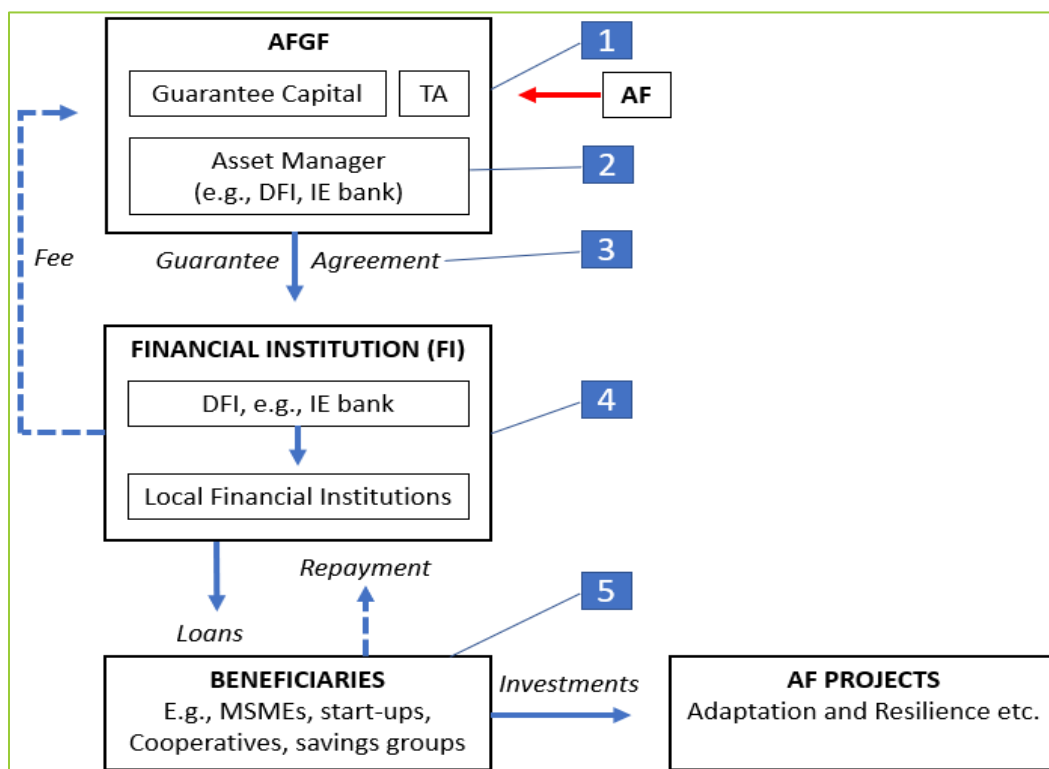 AFGF
1
Guarantee Capital
TA
AF
Asset Manager
(e.g., DFI, IE bank)
2
Fee
Guarantee
Agreement
3
FINANCIAL INSTITUTION (FI)
DFI, e.g., IE bank
4
Local Financial Institutions
Repayment
5
Loans
BENEFICIARIES
E.g., MSMEs, start-ups,
Cooperatives, savings groups
Investments
AF PROJECTS
Adaptation and Resilience etc.